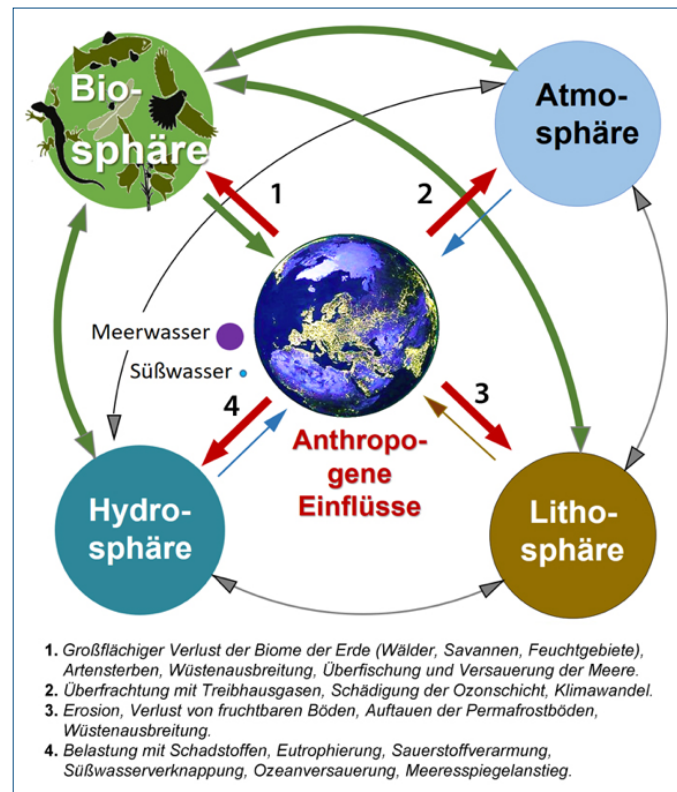 Bio-
sphäre
Atmo-
sphäre
1
2
Meerwasser
Süßwasser
4
3
Anthropo-
gene
Einflüsse
Hydro-
sphäre
Litho-
sphäre
1. Großflächiger Verlust der Biome der Erde (Wälder, Savannen, Feuchtgebiete),
Artensterben, Wüstenausbreitung, Überfischung und Versauerung der Meere.
2. Überfrachtung mit Treibhausgasen, Schädigung der Ozonschicht, Klimawandel.
3. Erosion, Verlust von fruchtbaren Böden, Auftauen der Permafrostböden,
Wüstenausbreitung.
4. Belastung mit Schadstoffen, Eutrophierung, Sauerstoffverarmung,
Süßwasserverknappung, Ozeanversauerung, Meeresspiegelanstieg.